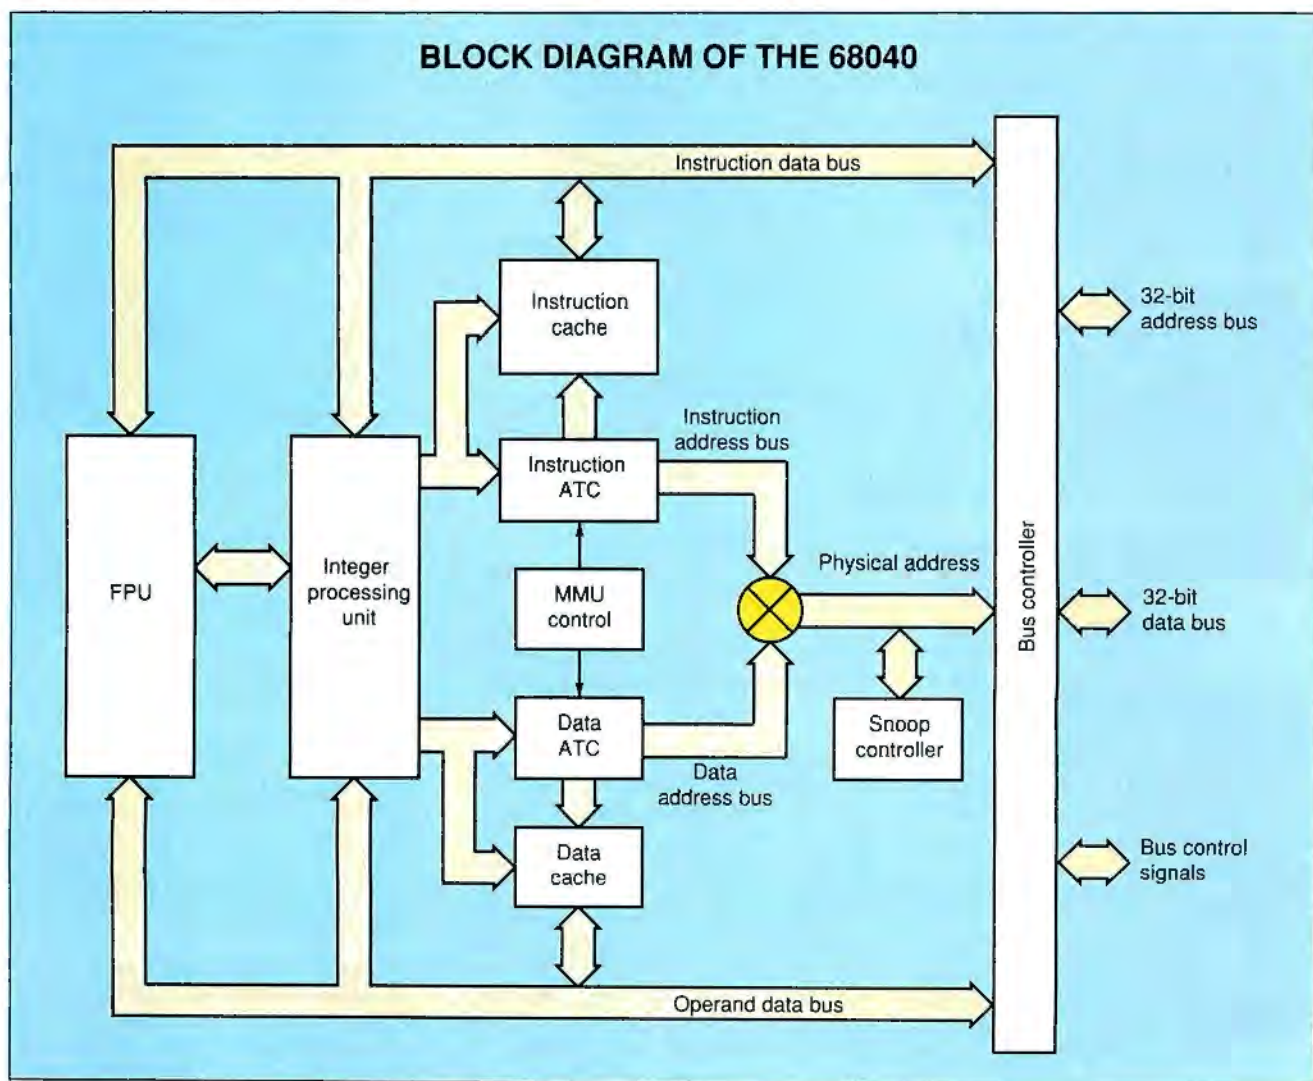 BLOCK DIAGRAM OF THE 68040
Instruction data bus
Instruction
cache
32-bit
address bus
Instruction
address bus
Instruction
ATC
FPU
Integer
processing
unit
MMU
control
Physical address
Bus controller
32-bit
data bus
Data
ATC
Snoop
controller
Data
address bus
Data
cache
Bus control
signals
Operand data bus